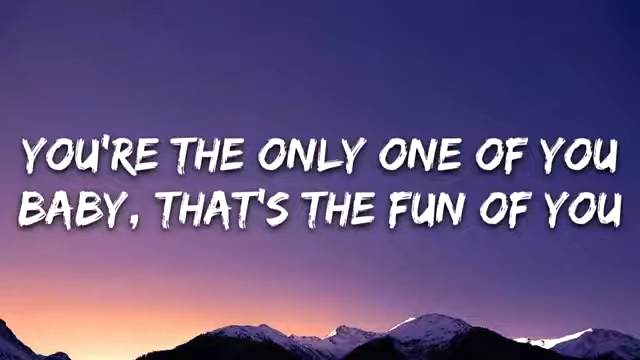 YOU'RE THE ONLY ONE OF YOU
BABY, THAT'S THE FUN OF YOU